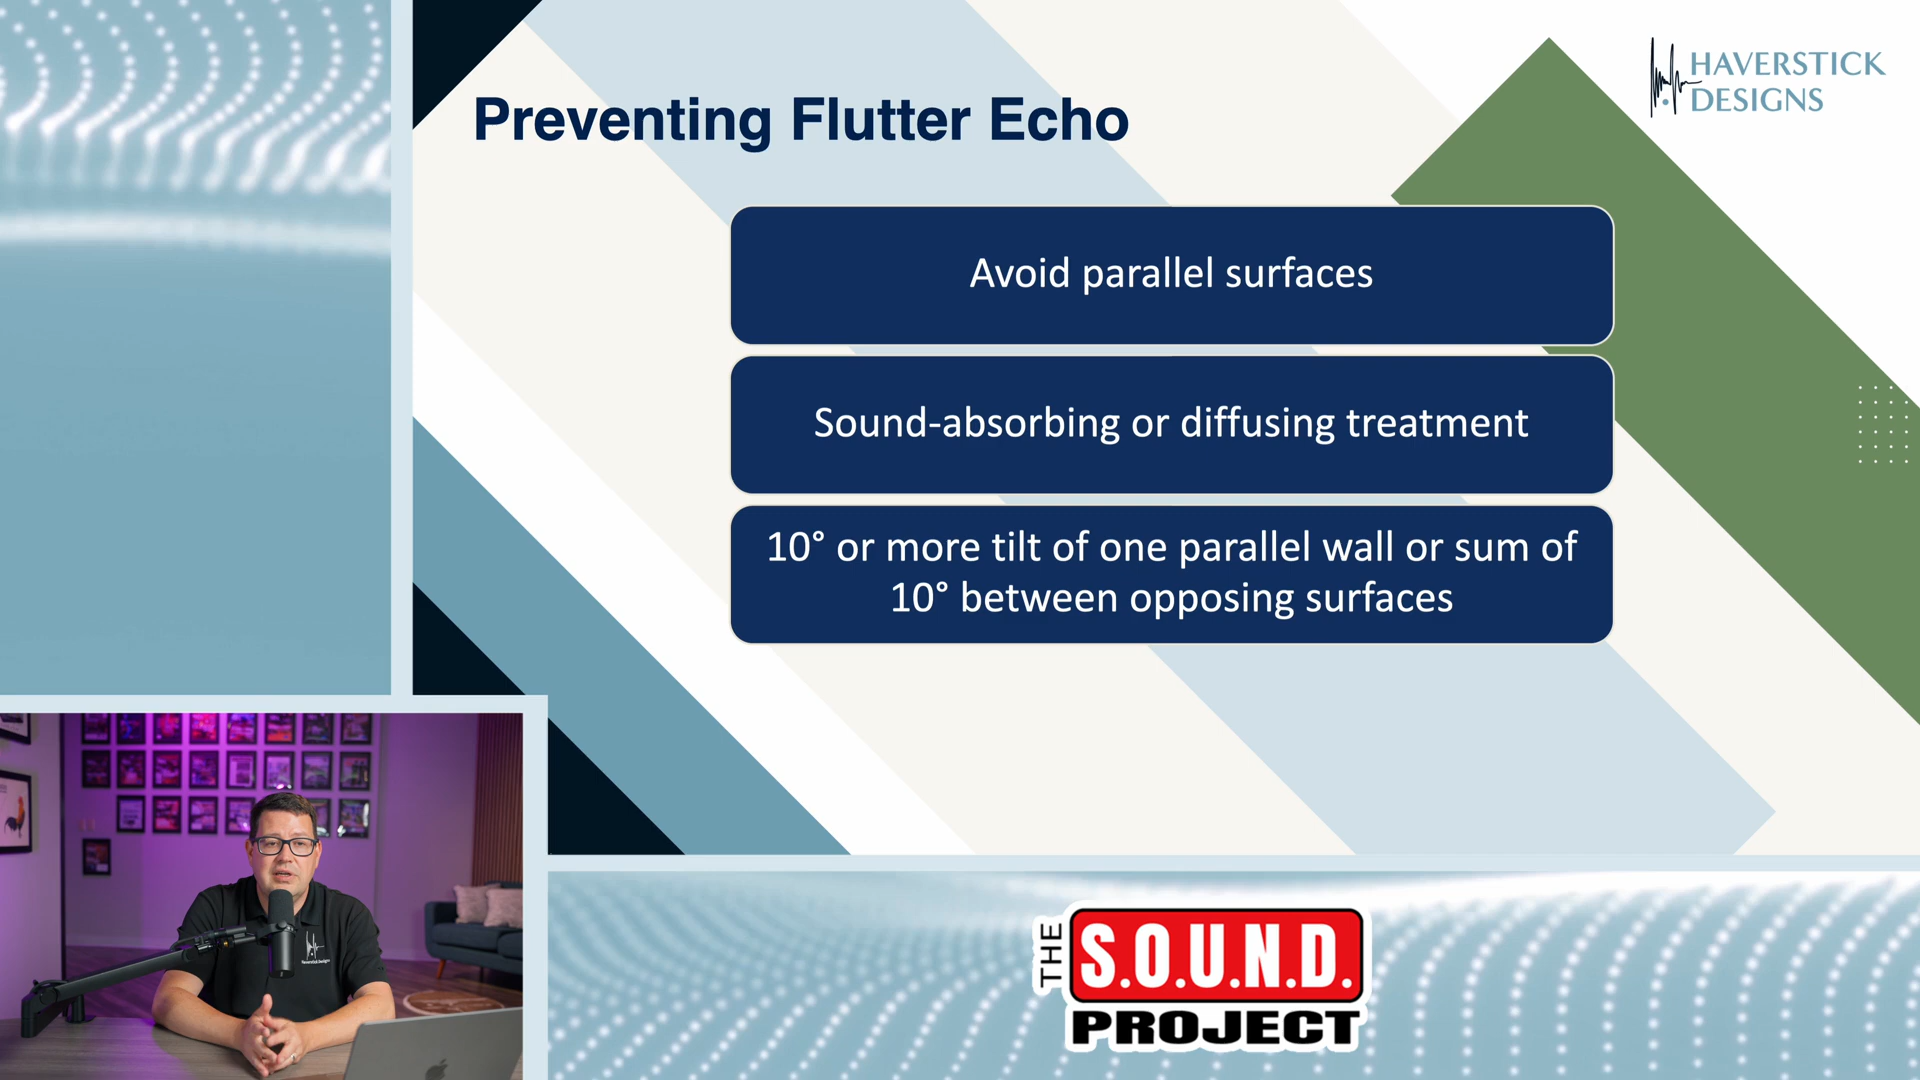 HAVERSTICK
DESIGNS
Preventing Flutter Echo
Avoid parallel surfaces
Sound-absorbing or diffusing treatment
10° or more tilt of one parallel wall or sum of
10° between opposing surfaces
THE
S.O.U.N.D.
PROJECT